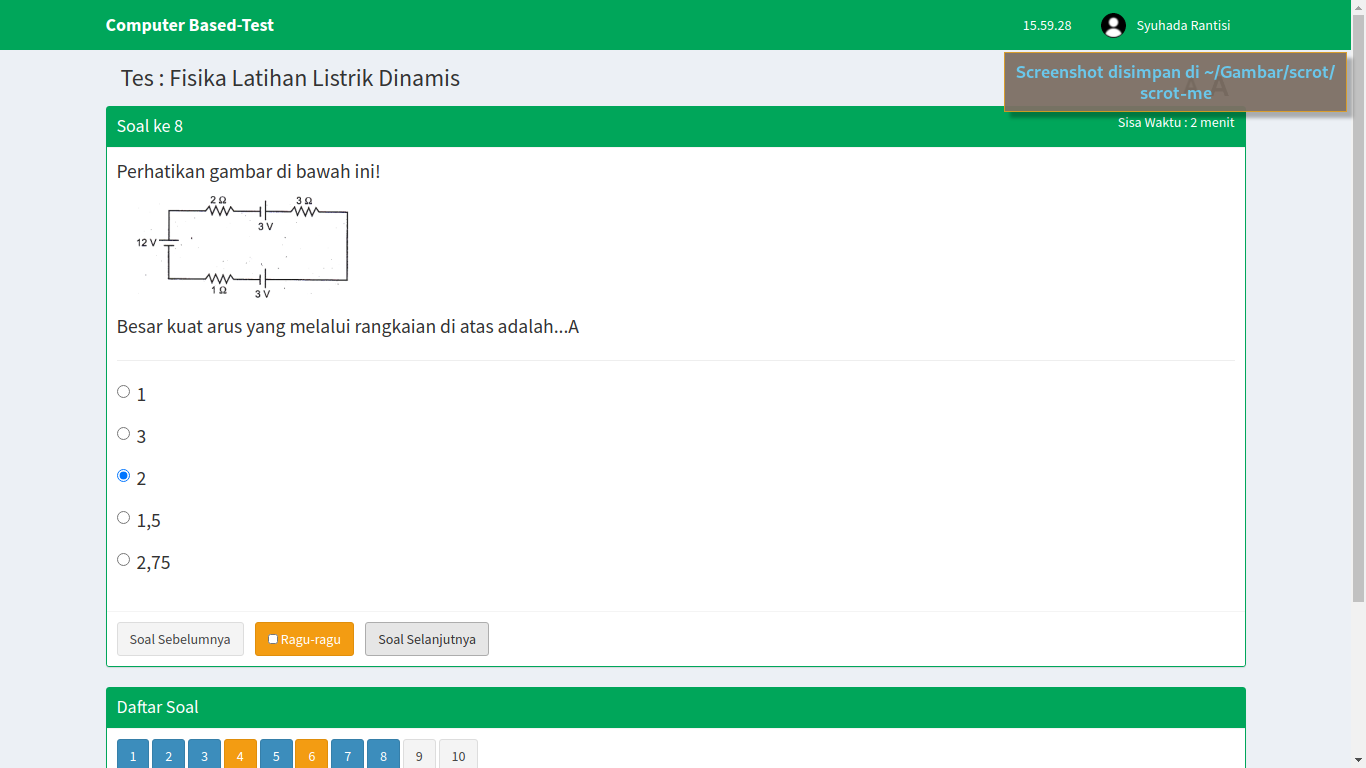 Computer Based-Test
15.59.28
Syuhada Rantisi
Tes : Fisika Latihan Listrik Dinamis
Screenshot disimpan di ~/Gambar/scrot/
scrot-me
A
Soal ke 8
Sisa Waktu : 2 menit
Perhatikan gambar di bawah ini!
2 Ω
3 Ω
3 V
12 V
1 Ω
3 V
Besar kuat arus yang melalui rangkaian di atas adalah...A
1
3
2
1,5
2,75
Soal Sebelumnya
Ragu-ragu
Soal Selanjutnya
Daftar Soal
1 2 3 4 5 6 7 8 9 10